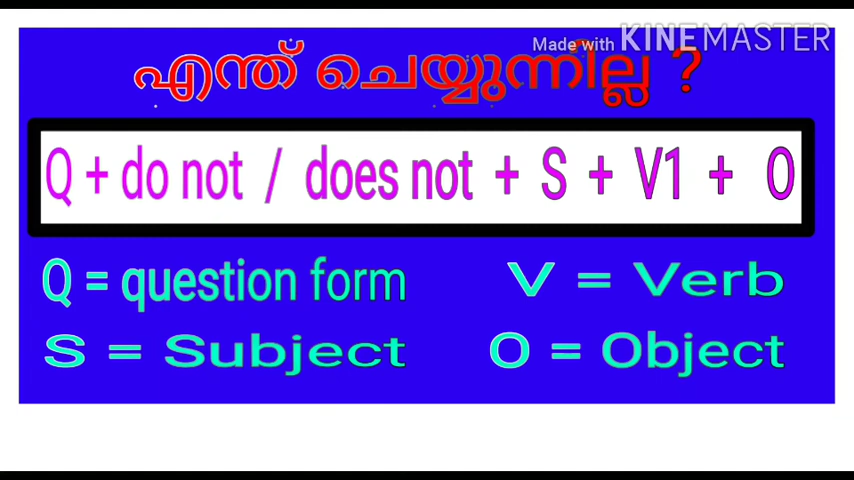 Made with KINEMASTER
എന്ത് ചെയ്യുന്നില്ല ?
Q + do not / does not + S + V1 + O
Q = question form
V = Verb
S = Subject
O = Object